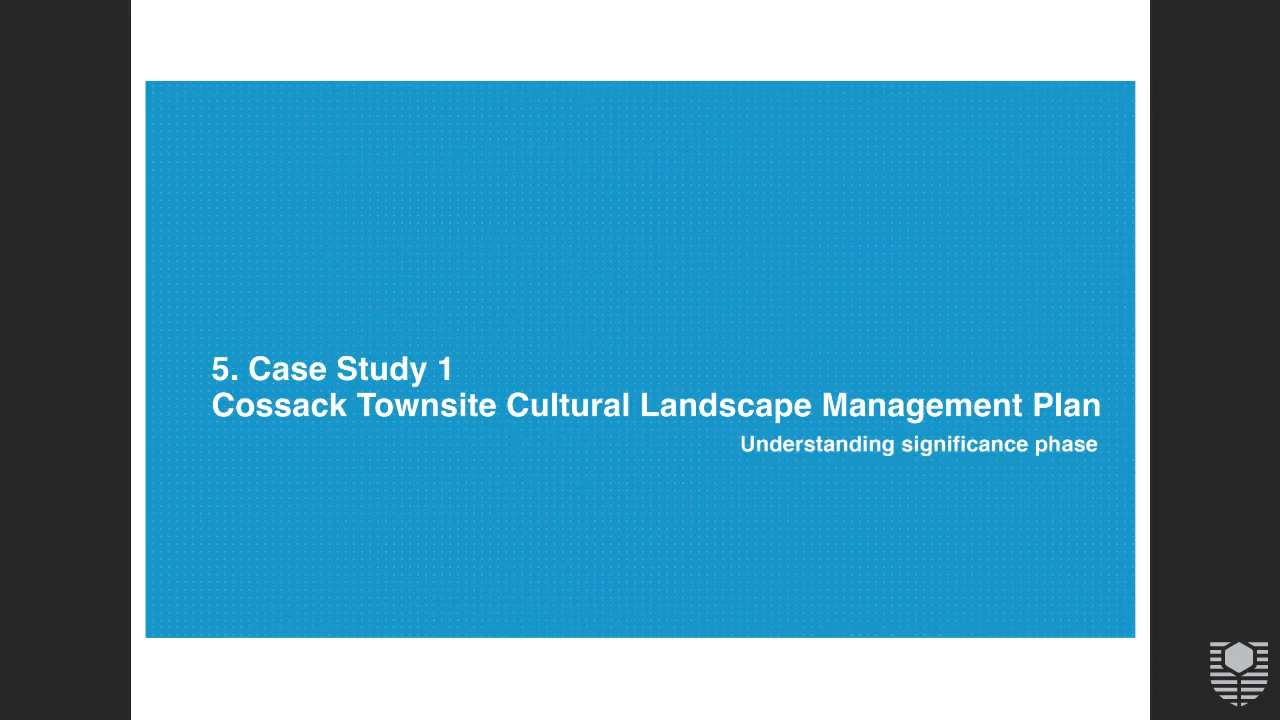 5. Case Study 1
Cossack Townsite Cultural Landscape Management Plan
Understanding significance phase